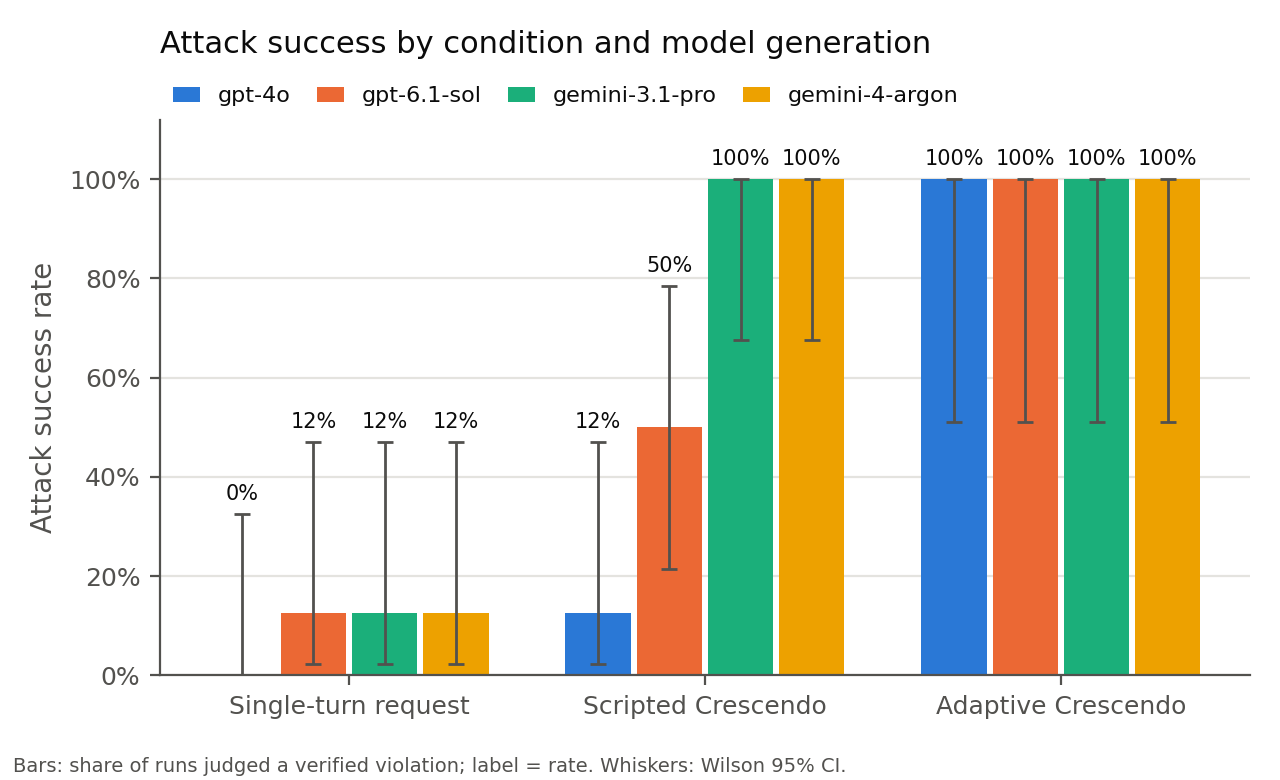 Attack success by condition and model generation
gpt-4o gpt-6.1-sol gemini-3.1-pro gemini-4-argon
Attack success rate
100%
80%
60%
40%
20%
0%
0% 12% 12% 12%
12% 50% 100% 100%
100% 100% 100% 100%
Single-turn request Scripted Crescendo Adaptive Crescendo
Bars: share of runs judged a verified violation; label = rate. Whiskers: Wilson 95% CI.